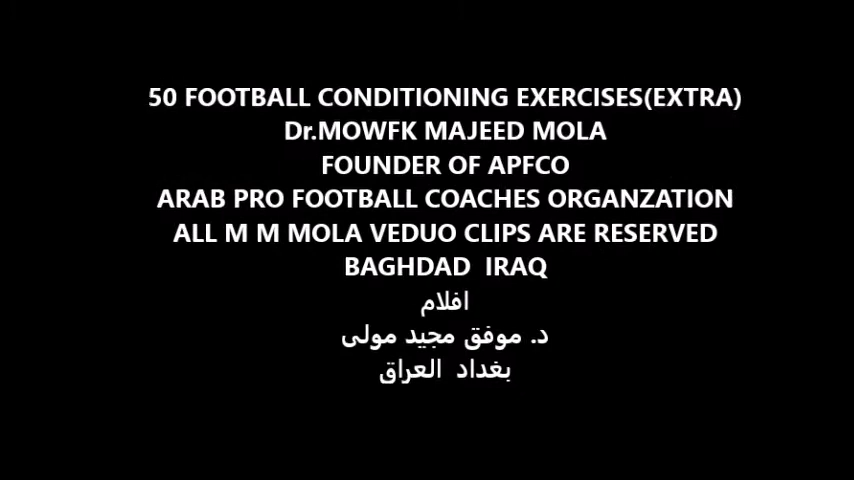 50 FOOTBALL CONDITIONING EXERCISES(EXTRA)
Dr.MOWFK MAJEED MOLA
FOUNDER OF APFCO
ARAB PRO FOOTBALL COACHES ORGANZATION
ALL M M MOLA VEDUO CLIPS ARE RESERVED
BAGHDAD  IRAQ
افلام
د. موفق مجيد مولى
بغداد  العراق